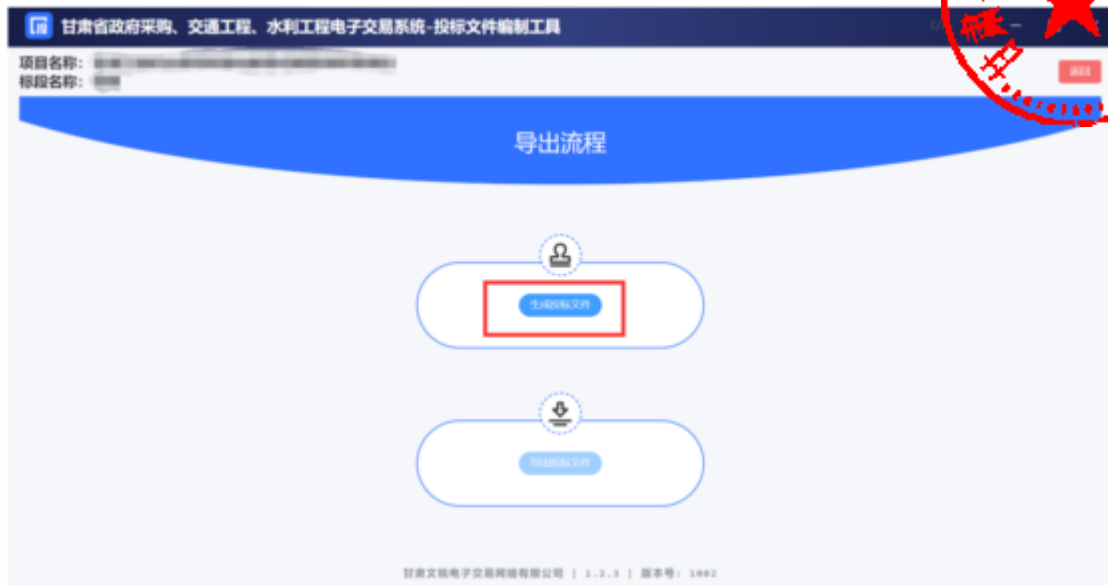 投 甘肃省政府采购、交通工程、水利工程电子交易系统-投标文件编制工具
项目名称：
标段名称：
返回
导出流程
生成投标文件
导出投标文件
甘肃文锐电子交易网络有限公司 | 1.2.3 | 版本号: 1002